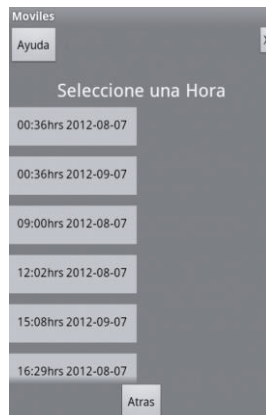 Moviles
Ayuda
Seleccione una Hora
00:36hrs 2012-08-07
00:36hrs 2012-09-07
09:00hrs 2012-08-07
12:02hrs 2012-08-07
15:08hrs 2012-09-07
16:29hrs 2012-08-07
Atras